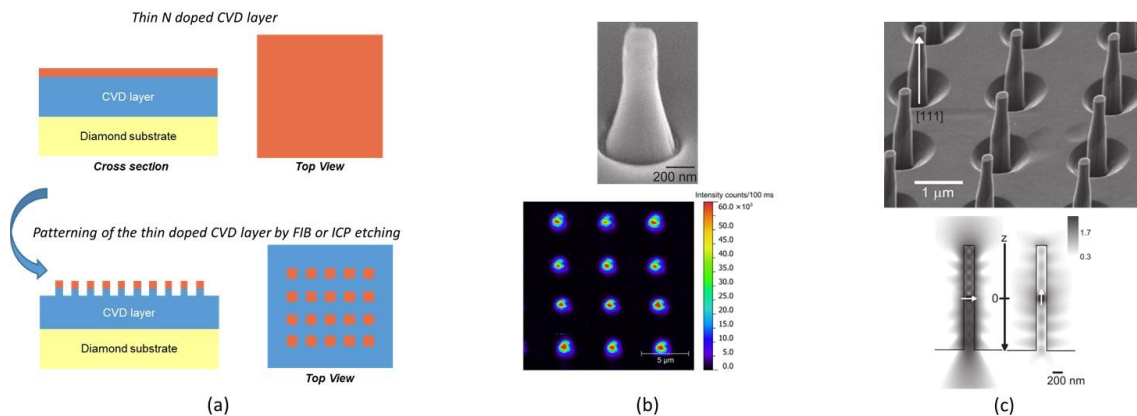 Thin N doped CVD layer
CVD layer
Diamond substrate
Cross section
Top View
Patterning of the thin doped CVD layer by FIB or ICP etching
CVD layer
Diamond substrate
Top View
(a)
200 nm
Intensity counts/100 ms
60.0 ×10³
50.0
45.0
40.0
35.0
30.0
25.0
20.0
15.0
10.0
5.0
0.0
5 µm
(b)
[111]
1 µm
1.7
0.3
z
0
200 nm
(c)